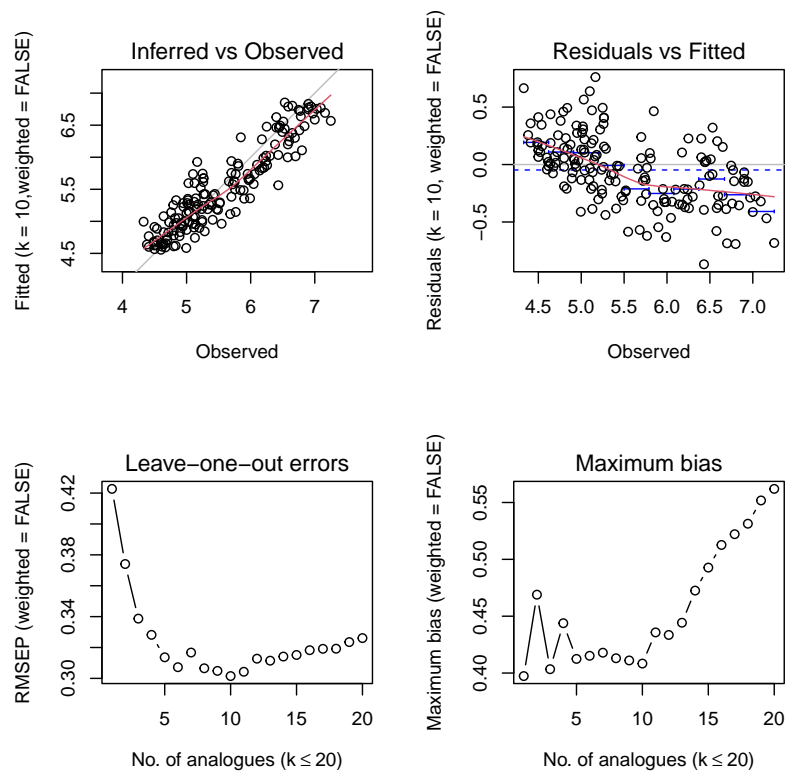 Inferred vs Observed
Fitted (k = 10,weighted = FALSE)
6.5
5.5
4.5
4 5 6 7
Observed
Residuals vs Fitted
Residuals (k = 10, weighted = FALSE)
0.5
0.0
−0.5
4.5 5.0 5.5 6.0 6.5 7.0
Observed
Leave−one−out errors
RMSEP (weighted = FALSE)
0.42
0.38
0.34
0.30
5 10 15 20
No. of analogues (k ≤ 20)
Maximum bias
Maximum bias (weighted = FALSE)
0.55
0.50
0.45
0.40
5 10 15 20
No. of analogues (k ≤ 20)